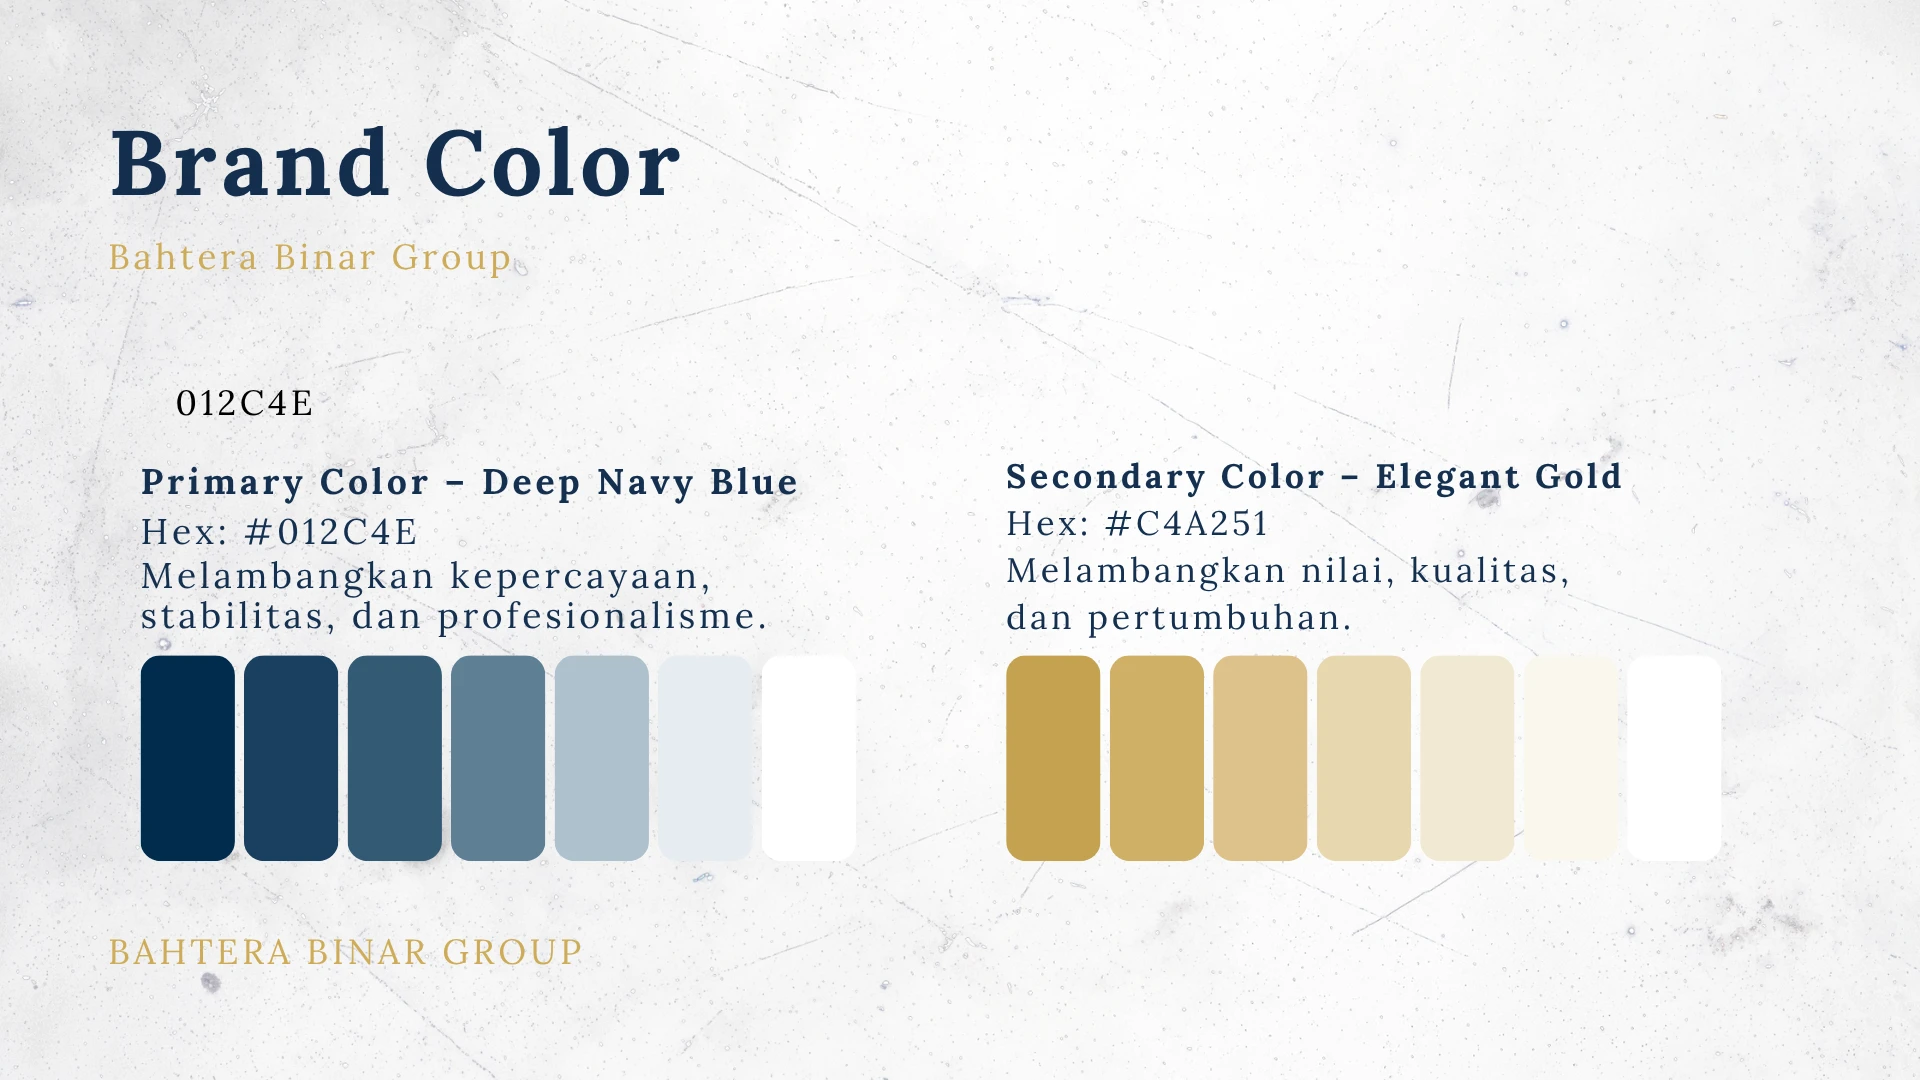 Brand Color
Bahtera Binar Group
012C4E
Primary Color – Deep Navy Blue
Hex: #012C4E
Melambangkan kepercayaan,
stabilitas, dan profesionalisme.
Secondary Color – Elegant Gold
Hex: #C4A251
Melambangkan nilai, kualitas,
dan pertumbuhan.
BAHTERA BINAR GROUP